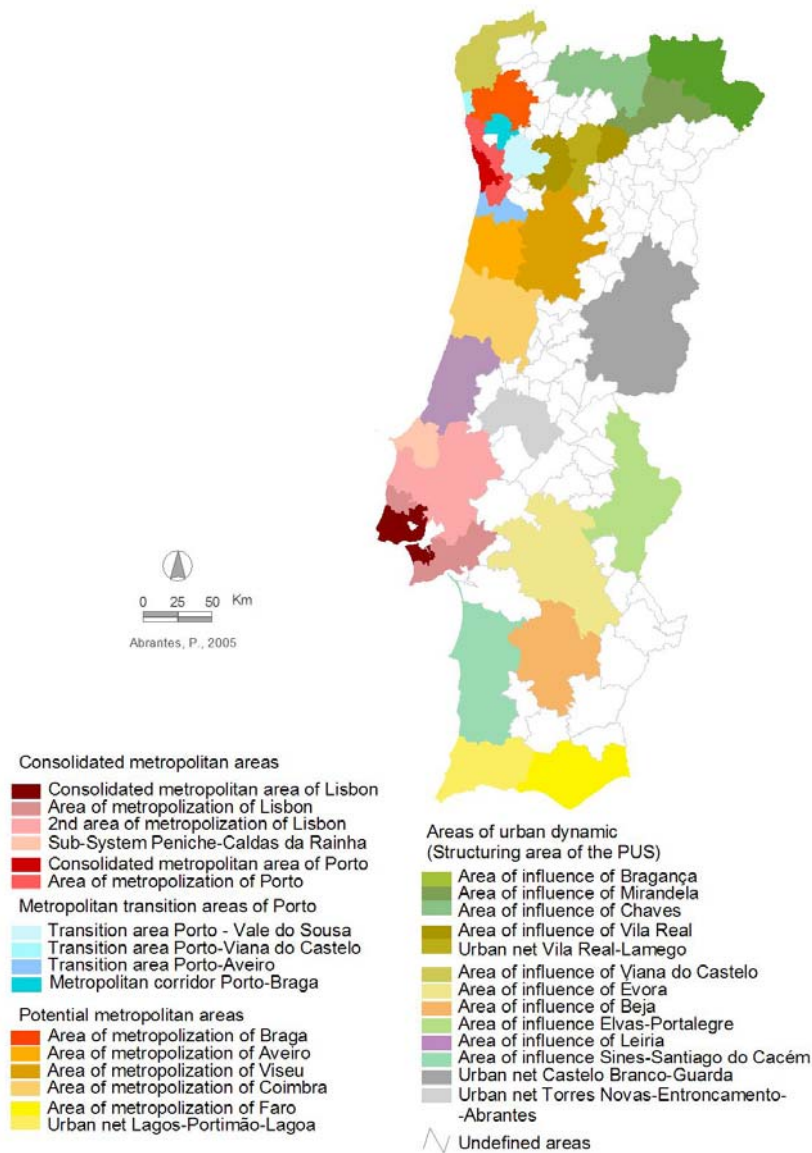 0 25 50 Km
Abrantes, P., 2005
Consolidated metropolitan areas
Consolidated metropolitan area of Lisbon
Area of metropolization of Lisbon
2nd area of metropolization of Lisbon
Sub-System Peniche-Caldas da Rainha
Consolidated metropolitan area of Porto
Area of metropolization of Porto
Metropolitan transition areas of Porto
Transition area Porto - Vale do Sousa
Transition area Porto-Viana do Castelo
Transition area Porto-Aveiro
Metropolitan corridor Porto-Braga
Potential metropolitan areas
Area of metropolization of Braga
Area of metropolization of Aveiro
Area of metropolization of Viseu
Area of metropolization of Coimbra
Area of metropolization of Faro
Urban net Lagos-Portimão-Lagoa
Areas of urban dynamic
(Structuring area of the PUS)
Area of influence of Bragança
Area of influence of Mirandela
Area of influence of Chaves
Area of influence of Vila Real
Urban net Vila Real-Lamego
Area of influence of Viana do Castelo
Area of influence of Évora
Area of influence of Beja
Area of influence Elvas-Portalegre
Area of influence of Leiria
Area of influence Sines-Santiago do Cacém
Urban net Castelo Branco-Guarda
Urban net Torres Novas-Entroncamento-
-Abrantes
Undefined areas